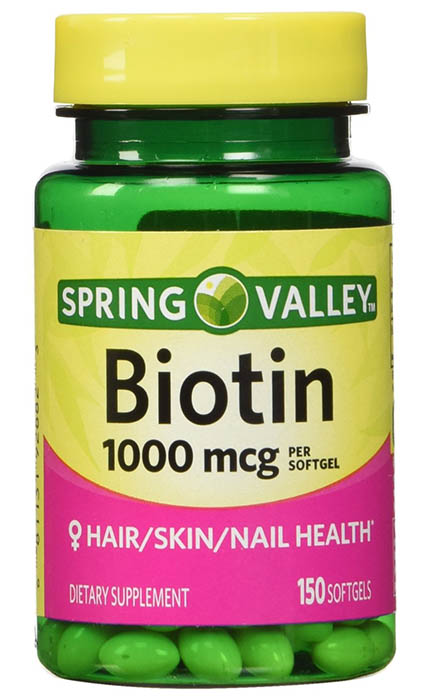 SPRING VALLEY™
Biotin
1000 mcg PER SOFTGEL
♀ HAIR/SKIN/NAIL HEALTH*
DIETARY SUPPLEMENT
150 SOFTGELS